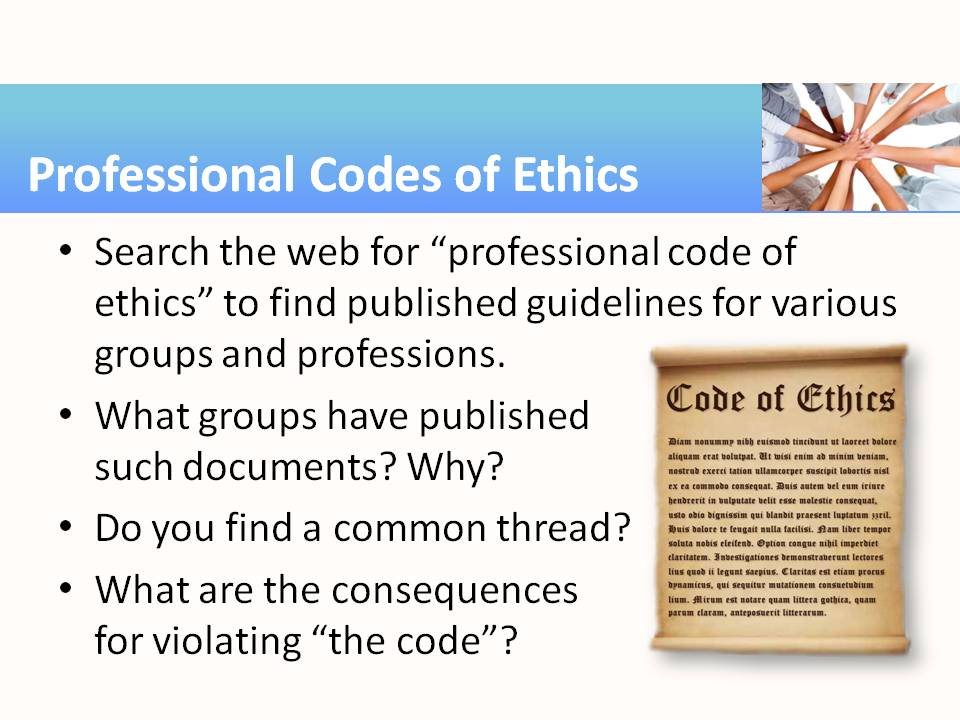 Professional Codes of Ethics
• Search the web for “professional code of
ethics” to find published guidelines for various
groups and professions.
• What groups have published
such documents? Why?
• Do you find a common thread?
• What are the consequences
for violating “the code”?
Code of Ethics
Diam nonummy nibh euismod tincidunt ut laoreet dolore
aliquam erat volutpat. Ut wisi enim ad minim veniam,
nostrud exerci tation ullamcorper suscipit lobortis nisl
ex ea commodo consequat. Duis autem vel eum iriure
hendrerit in vulputate velit esse molestie consequat,
usto odio dignissim qui blandit praesent luptatum zzril.
Huis dolore te feugait nulla facilisi. Nam liber tempor
soluta nobis eleifend. Option congue nihil imperdiet
claritatem. Investigationes demonstraverunt lectores
lius quod ii legunt saepius. Claritas est etiam procus
dynamicus, qui sequitur mutationem consuetudium
lium. Mirum est notare quam littera gothica, quam
parum claram, anteposuerit litterarum.